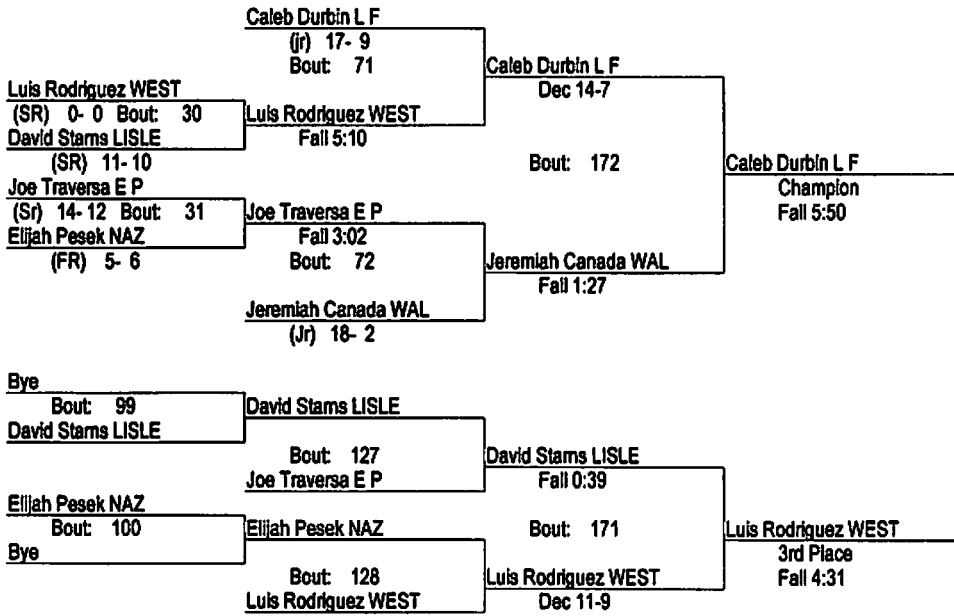 Caleb Durbin L F
(jr) 17- 9
Bout: 71
Caleb Durbin L F
Dec 14-7
Luis Rodriguez WEST
(SR) 0- 0 Bout: 30
Luis Rodriguez WEST
Fall 5:10
David Starns LISLE
(SR) 11- 10
Bout: 172
Caleb Durbin L F
Champion
Fall 5:50
Joe Traversa E P
(Sr) 14- 12 Bout: 31
Joe Traversa E P
Fall 3:02
Elijah Pesek NAZ
(FR) 5- 6
Bout: 72
Jeremiah Canada WAL
Fall 1:27
Jeremiah Canada WAL
(Jr) 18- 2
Bye
Bout: 99
David Starns LISLE
David Starns LISLE
Bout: 127
David Starns LISLE
Fall 0:39
Joe Traversa E P
Elijah Pesek NAZ
Bout: 100
Elijah Pesek NAZ
Bout: 171
Luis Rodriguez WEST
3rd Place
Fall 4:31
Bye
Bout: 128
Luis Rodriguez WEST
Dec 11-9
Luis Rodriguez WEST